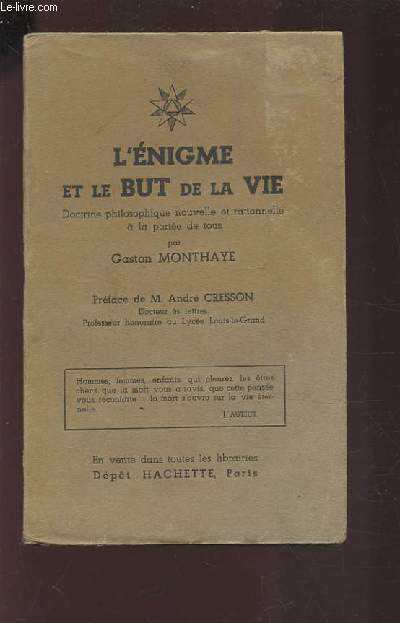 Le-livre.com
L'ÉNIGME
ET LE BUT DE LA VIE
Doctrine philosophique nouvelle et rationnelle
à la portée de tous
par
Gaston MONTHAYE
Préface de M. André CRESSON
Docteur ès lettres
Professeur honoraire au Lycée Louis-le-Grand
Hommes, femmes, enfants qui pleurez les êtres
chers que la mort vous a ravis, que cette pensée
vous réconforte : la mort s'ouvre sur la vie éter-
nelle
L'AUTEUR
En vente dans toutes les librairies
Dépôt HACHETTE, Paris